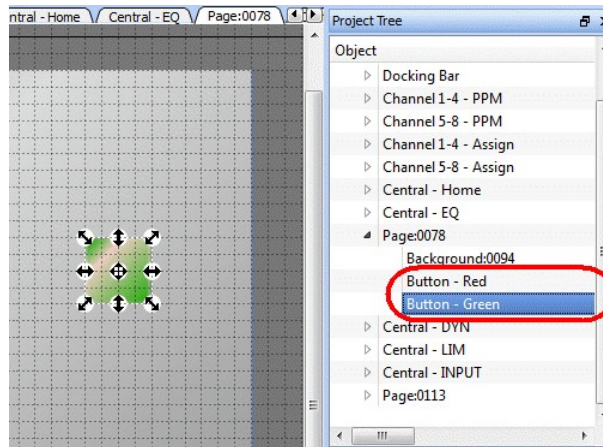 ntral - Home
Central - EQ
Page:0078
Project Tree
Object
Docking Bar
Channel 1-4 - PPM
Channel 5-8 - PPM
Channel 1-4 - Assign
Channel 5-8 - Assign
Central - Home
Central - EQ
Page:0078
Background:0094
Button - Red
Button - Green
Central - DYN
Central - LIM
Central - INPUT
Page:0113